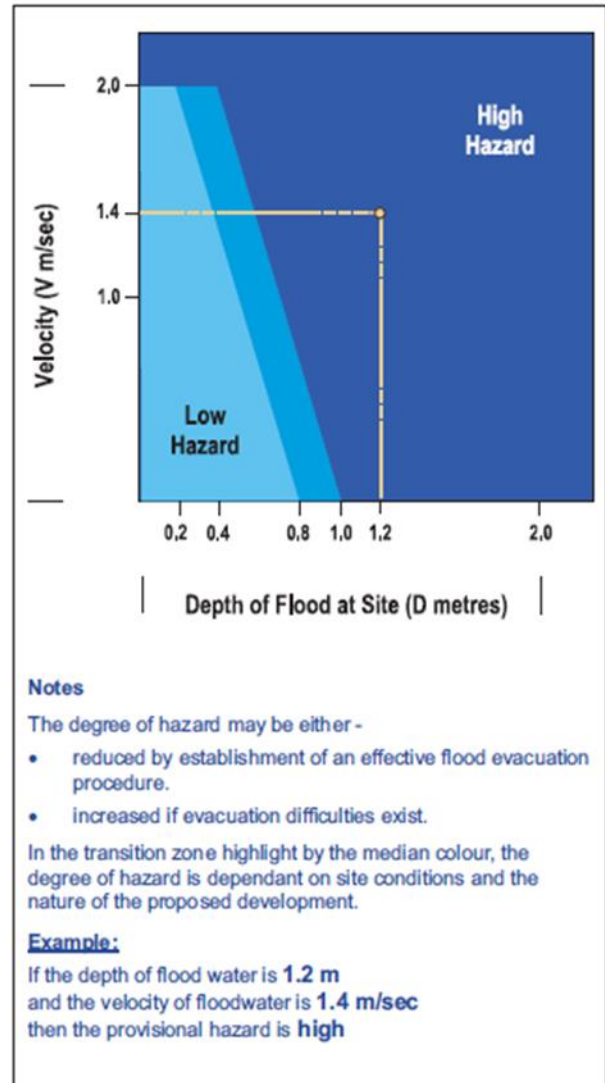 2,0
High
Hazard
1.4
Velocity (V m/sec)
1.0
Low
Hazard
0,2 0,4 0,8 1,0 1,2 2,0
Depth of Flood at Site (D metres)
Notes
The degree of hazard may be either -
• reduced by establishment of an effective flood evacuation
procedure.
• increased if evacuation difficulties exist.
In the transition zone highlight by the median colour, the
degree of hazard is dependant on site conditions and the
nature of the proposed development.
Example:
If the depth of flood water is 1.2 m
and the velocity of floodwater is 1.4 m/sec
then the provisional hazard is high